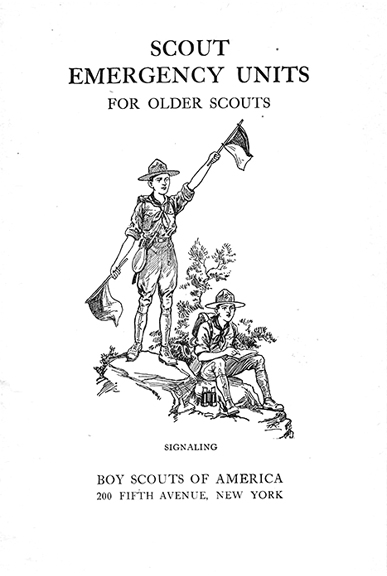 SCOUT
EMERGENCY UNITS
FOR OLDER SCOUTS
SIGNALING
BOY SCOUTS OF AMERICA
200 FIFTH AVENUE, NEW YORK